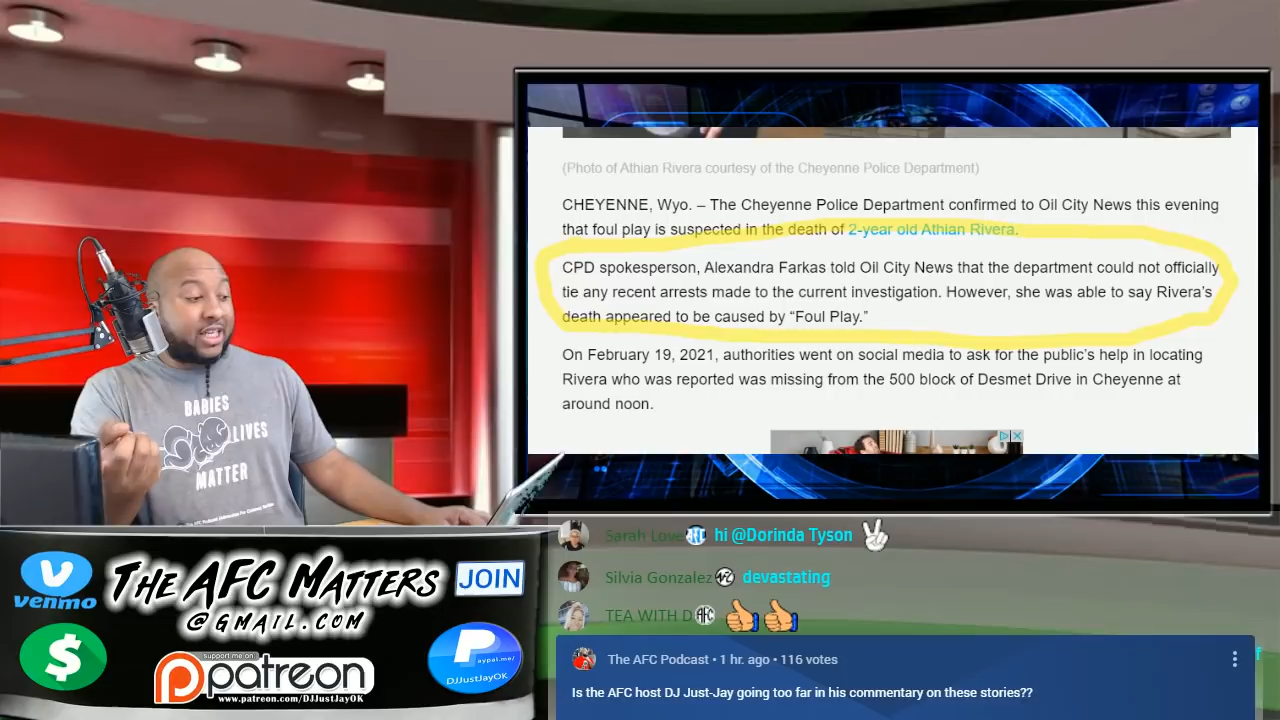 (Photo of Athian Rivera courtesy of the Cheyenne Police Department)
CHEYENNE, Wyo. – The Cheyenne Police Department confirmed to Oil City News this evening
that foul play is suspected in the death of 2-year old Athian Rivera.
CPD spokesperson, Alexandra Farkas told Oil City News that the department could not officially
tie any recent arrests made to the current investigation. However, she was able to say Rivera's
death appeared to be caused by “Foul Play.”
On February 19, 2021, authorities went on social media to ask for the public's help in locating
Rivera who was reported was missing from the 500 block of Desmet Drive in Cheyenne at
around noon.
BABIES
LIVES
MATTER
Sarah Love AFC hi @Dorinda Tyson
Silvia Gonzalez AFC devastating
TEA WITH D AFC
The AFC Podcast • 1 hr. ago • 116 votes
Is the AFC host DJ Just-Jay going too far in his commentary on these stories??
venmo
THE AFC MATTERS
@GMAIL.COM
JOIN
$
support me on
patreon
www.patreon.com/DJJustJayOK
paypal.me/
DJJustJayOK